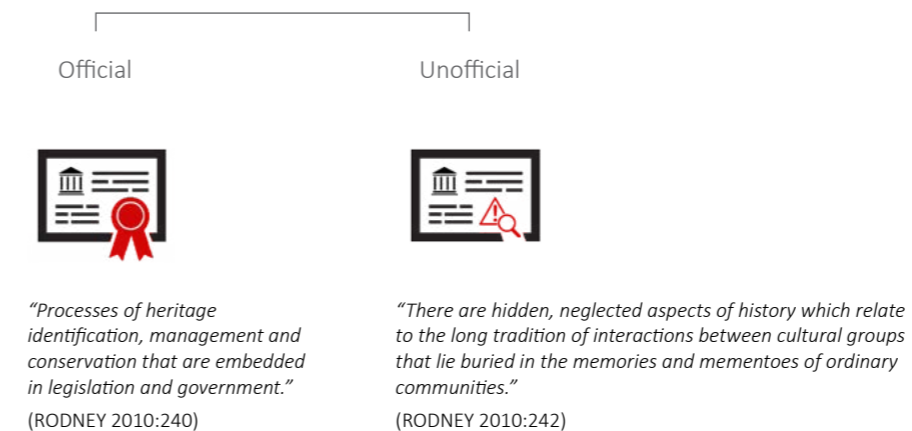 Official
Unofficial
“Processes of heritage
identification, management and
conservation that are embedded
in legislation and government.”
(RODNEY 2010:240)
“There are hidden, neglected aspects of history which relate
to the long tradition of interactions between cultural groups
that lie buried in the memories and mementoes of ordinary
communities.”
(RODNEY 2010:242)